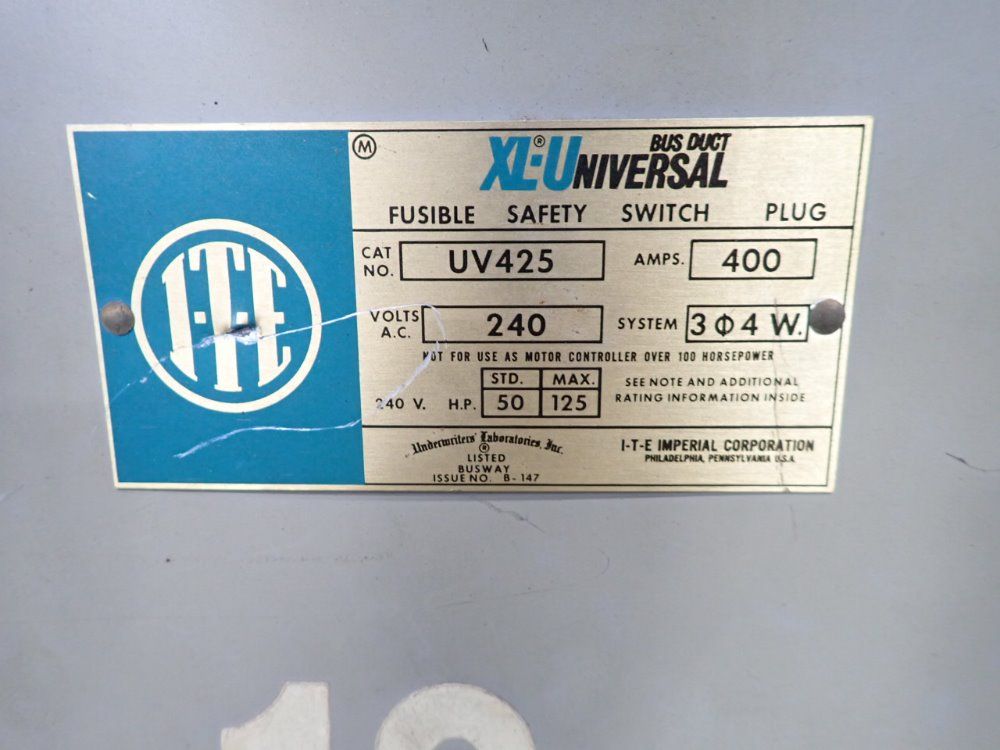 I-T-E
Ⓜ XL-UNIVERSAL® BUS DUCT
FUSIBLE SAFETY SWITCH PLUG
CAT NO. UV425 AMPS. 400
VOLTS A.C. 240 SYSTEM 3 Φ 4 W.
NOT FOR USE AS MOTOR CONTROLLER OVER 100 HORSEPOWER
STD. MAX.
240 V. H.P. 50 125
SEE NOTE AND ADDITIONAL
RATING INFORMATION INSIDE
Underwriters' Laboratories, Inc.
®
LISTED
BUSWAY
ISSUE NO. B-147
I-T-E IMPERIAL CORPORATION
PHILADELPHIA, PENNSYLVANIA U.S.A.